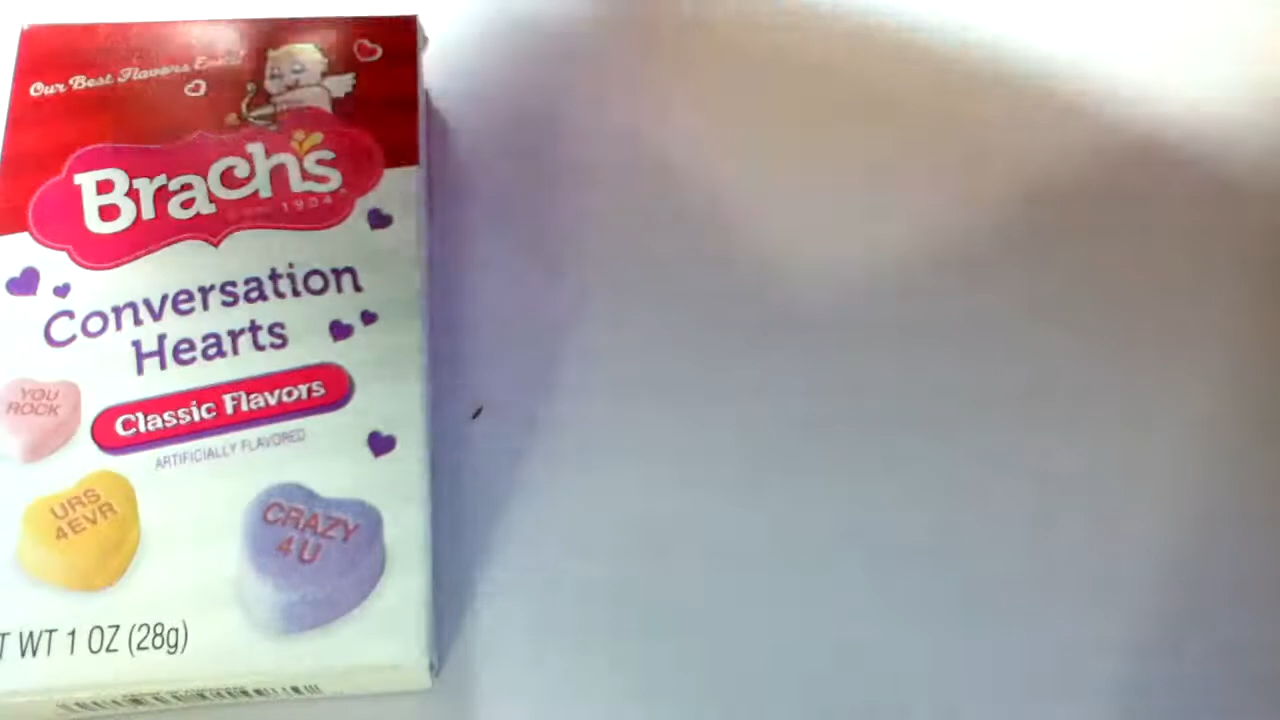 Our Best Flavors Ever!
Brach's
1904
Conversation
Hearts
Classic Flavors
ARTIFICIALLY FLAVORED
YOU
ROCK
URS
4EVR
CRAZY
4 U
T WT 1 OZ (28g)